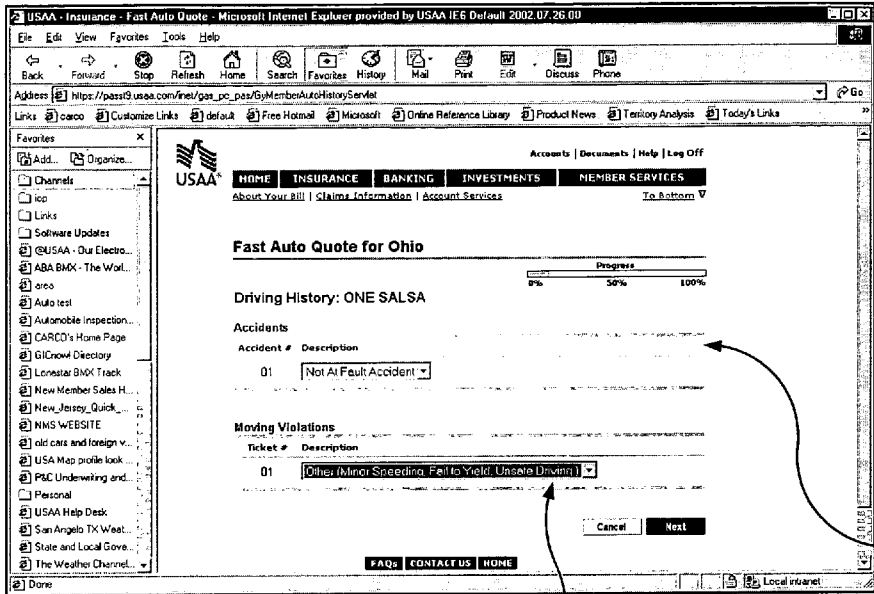 USAA - Insurance - Fast Auto Quote - Microsoft Internet Explorer provided by USAA IE6 Default 2002.07.26.00
File Edit View Favorites Tools Help
Back Forward Stop Refresh Home Search Favorites History Mail Print Edit Discuss Phone
Address https://passt9.usaa.com/inet/gas_pc_pas/GyMemberAutoHistoryServlet Go
Links carco Customize Links default Free Hotmail Microsoft Online Reference Library Product News Territory Analysis Today's Links
Favorites
Add... Organize...
Channels
icp
Links
Software Updates
@USAA - Our Electro...
ABA BMX - The Worl...
area
Auto test
Automobile Inspection...
CARCO's Home Page
GICnowl Directory
Lonestar BMX Track
New Member Sales H...
New_Jersey_Quick_...
NMS WEBSITE
old cars and foreign v...
USA Map profile look ...
P&C Underwriting and...
Personal
USAA Help Desk
San Angelo TX Weat...
State and Local Gove...
The Weather Channel...
USAA®
Accounts | Documents | Help | Log Off
HOME INSURANCE BANKING INVESTMENTS MEMBER SERVICES
About Your Bill | Claims Information | Account Services To Bottom
Fast Auto Quote for Ohio
Progress
0% 50% 100%
Driving History: ONE SALSA
Accidents
Accident # Description
01 Not At Fault Accident
Moving Violations
Ticket # Description
01 Other (Minor Speeding, Fail to Yield, Unsafe Driving)
Cancel Next
FAQs CONTACT US HOME
Done Local intranet